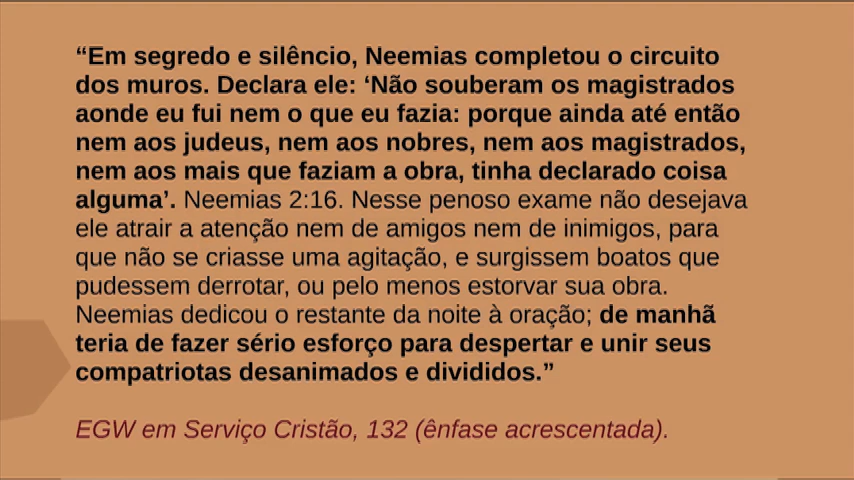 “Em segredo e silêncio, Neemias completou o circuito
dos muros. Declara ele: ‘Não souberam os magistrados
aonde eu fui nem o que eu fazia: porque ainda até então
nem aos judeus, nem aos nobres, nem aos magistrados,
nem aos mais que faziam a obra, tinha declarado coisa
alguma’. Neemias 2:16. Nesse penoso exame não desejava
ele atrair a atenção nem de amigos nem de inimigos, para
que não se criasse uma agitação, e surgissem boatos que
pudessem derrotar, ou pelo menos estorvar sua obra.
Neemias dedicou o restante da noite à oração; de manhã
teria de fazer sério esforço para despertar e unir seus
compatriotas desanimados e divididos.”
EGW em Serviço Cristão, 132 (ênfase acrescentada).